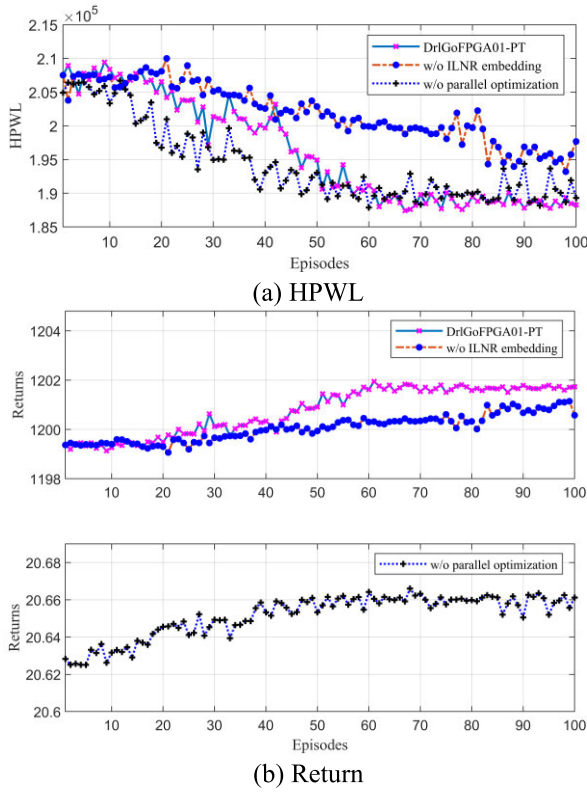 2.1 × 10⁵
2.1
2.05
2
1.95
1.9
1.85
HPWL
DrlGoFPGA01-PT
w/o ILNR embedding
w/o parallel optimization
10 20 30 40 50 60 70 80 90 100
Episodes
(a) HPWL
1204
1202
1200
1198
Returns
DrlGoFPGA01-PT
w/o ILNR embedding
10 20 30 40 50 60 70 80 90 100
20.68
20.66
20.64
20.62
20.6
Returns
w/o parallel optimization
10 20 30 40 50 60 70 80 90 100
Episodes
(b) Return